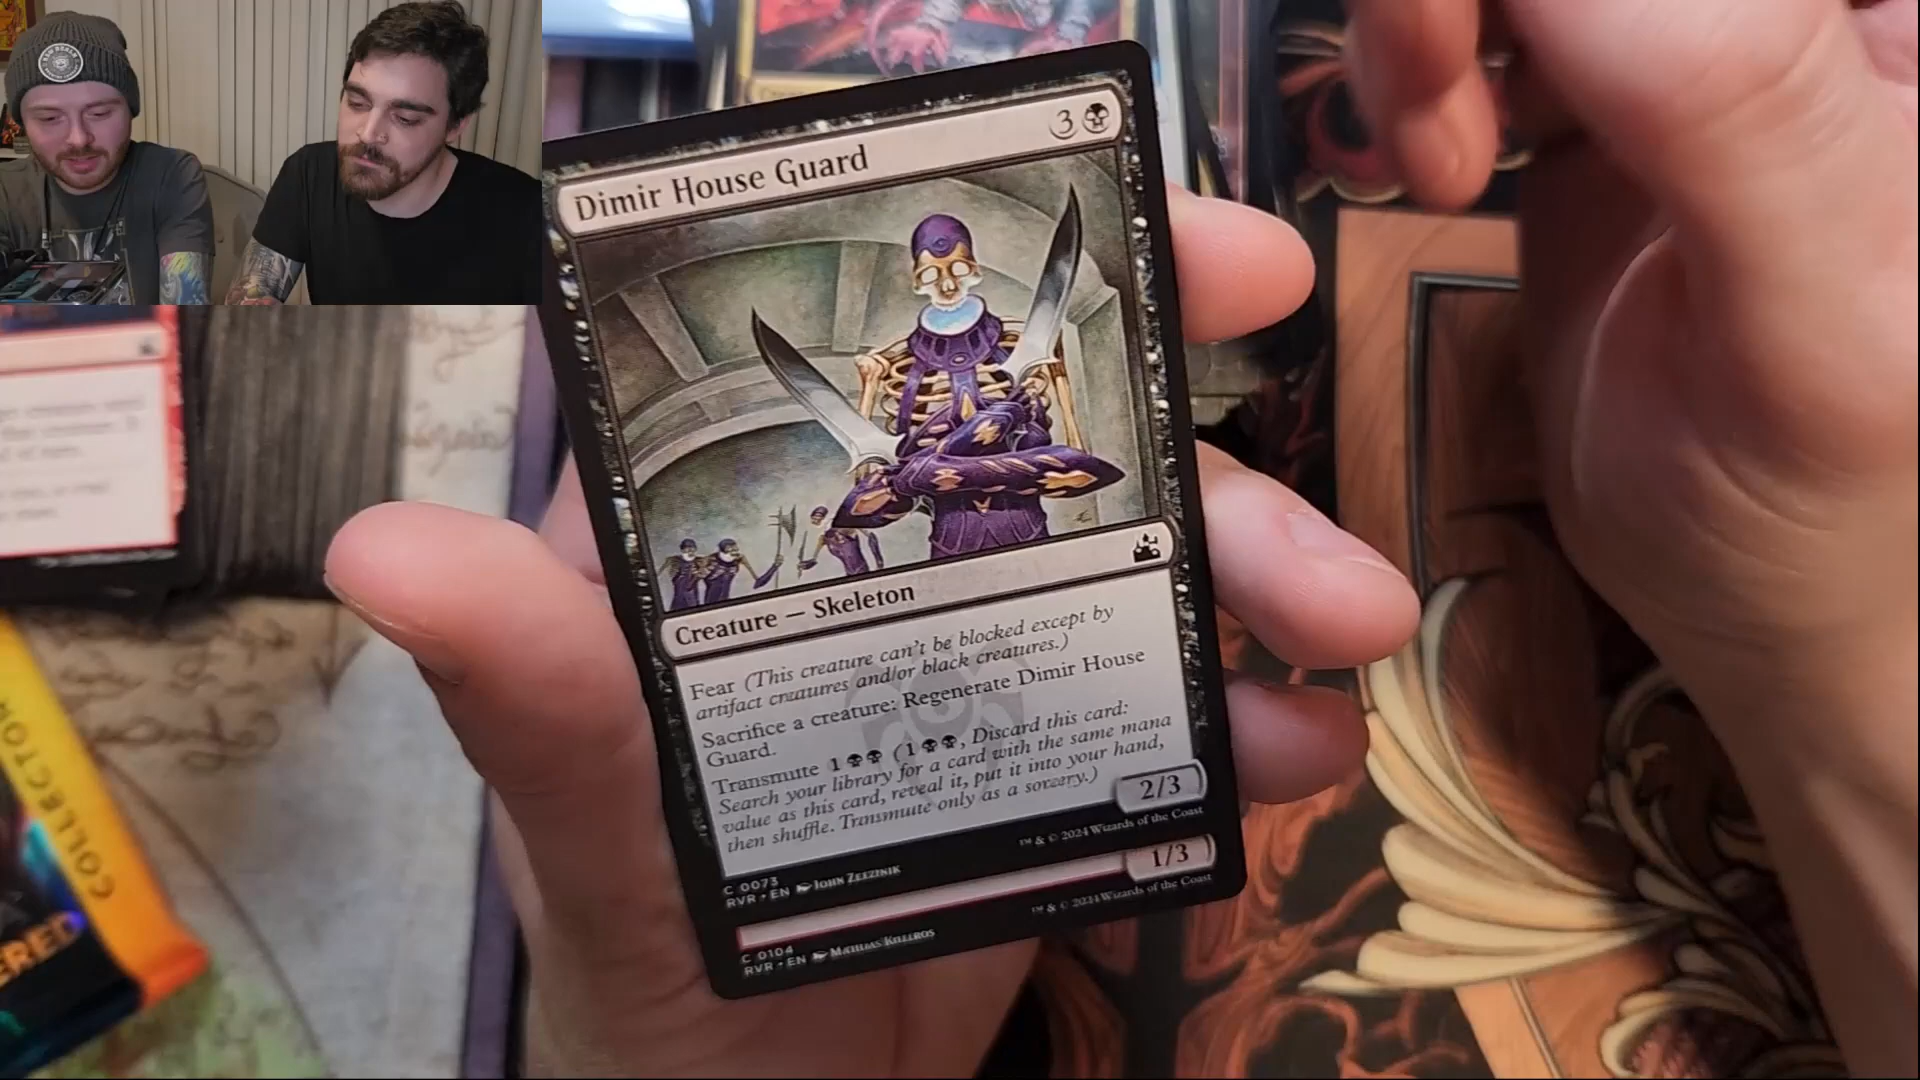 Dimir House Guard
3
Creature — Skeleton
Fear (This creature can't be blocked except by
artifact creatures and/or black creatures.)
Sacrifice a creature: Regenerate Dimir House
Guard.
Transmute 1 (1, Discard this card:
Search your library for a card with the same mana
value as this card, reveal it, put it into your hand,
then shuffle. Transmute only as a sorcery.)
2/3
™ & © 2024 Wizards of the Coast
C 0073
RVR • EN John Zeleznik
1/3
™ & © 2024 Wizards of the Coast
C 0104
RVR • EN Mathias Kollros
COLLECTOR
ERED